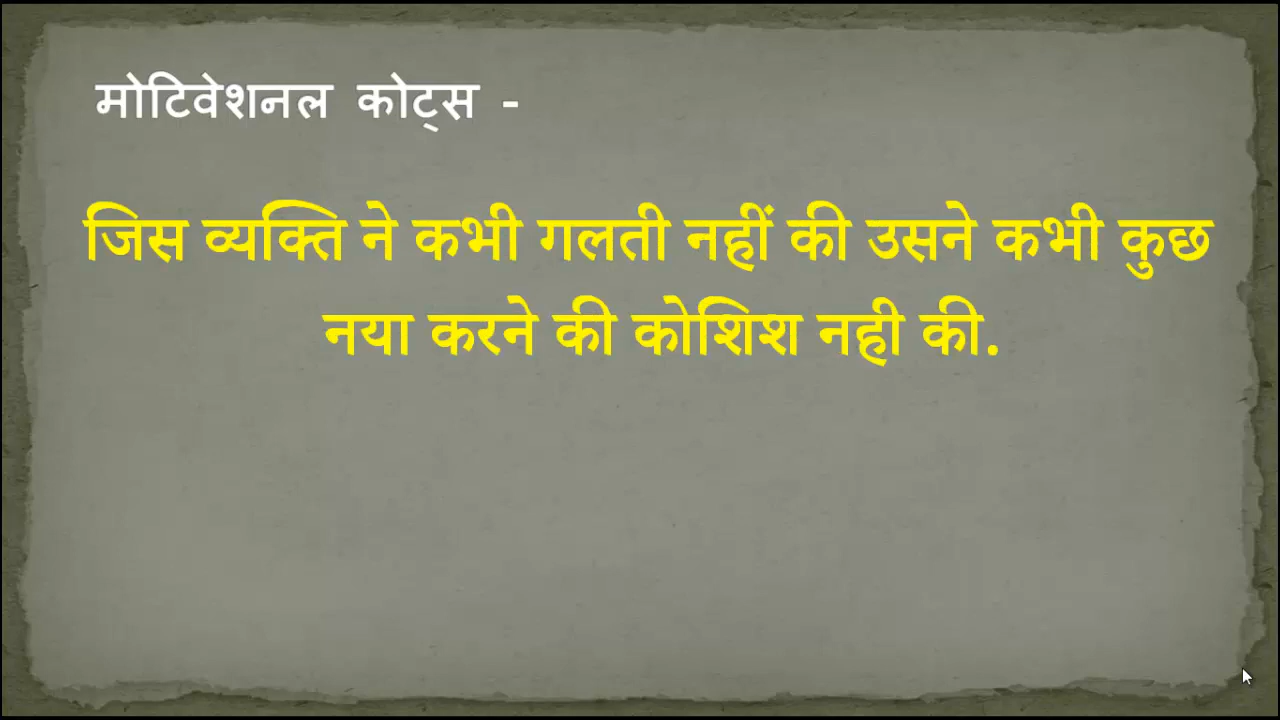 मोटिवेशनल कोट्स -
जिस व्यक्ति ने कभी गलती नहीं की उसने कभी कुछ
नया करने की कोशिश नही की.